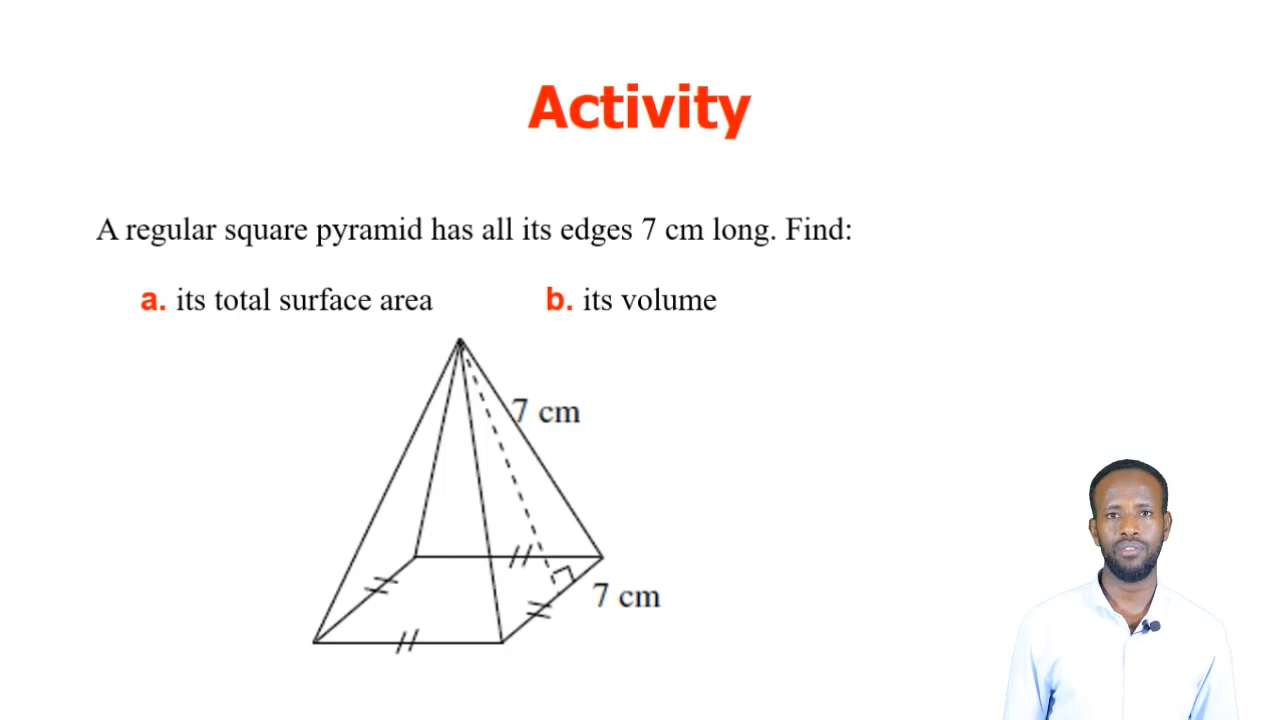 Activity
A regular square pyramid has all its edges 7 cm long. Find:
a. its total surface area b. its volume
7 cm
7 cm